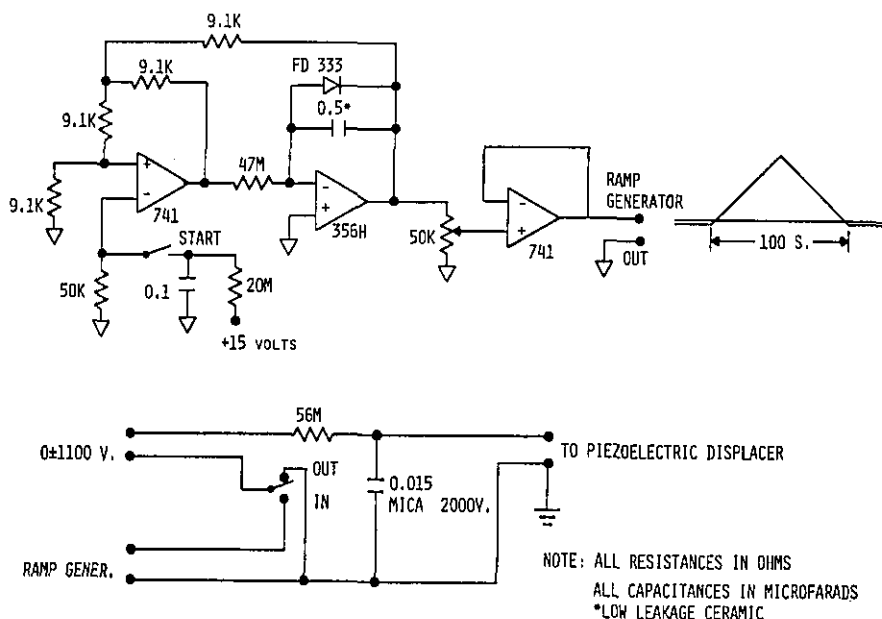 9.1K
9.1K
FD 333
0.5*
9.1K
+
-
741
47M
-
+
356H
9.1K
START
50K
0.1
20M
+15 VOLTS
50K
-
+
741
RAMP
GENERATOR
OUT
100 S.
56M
0±1100 V.
OUT
IN
0.015
MICA 2000V.
TO PIEZOELECTRIC DISPLACER
RAMP GENER.
NOTE: ALL RESISTANCES IN OHMS
ALL CAPACITANCES IN MICROFARADS
*LOW LEAKAGE CERAMIC